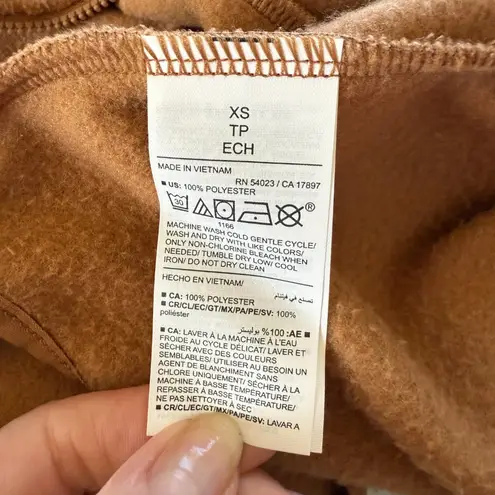 XS
TP
ECH
MADE IN VIETNAM
RN 54023 / CA 17897
■ US: 100% POLYESTER
30
®
1166
MACHINE WASH COLD GENTLE CYCLE/
WASH AND DRY WITH LIKE COLORS/
ONLY NON-CHLORINE BLEACH WHEN
NEEDED/ TUMBLE DRY LOW/ COOL
IRON/ DO NOT DRY CLEAN
HECHO EN VIETNAM/
تصنع في فيتنام
■ CA: 100% POLYESTER
■ CR/CL/EC/GT/MX/PA/PE/SV: 100%
poliéster
■ AE: 100% بوليستر
■ CA: LAVER À LA MACHINE À L'EAU
FROIDE AU CYCLE DÉLICAT/ LAVER ET
SÉCHER AVEC DES COULEURS
SEMBLABLES/ UTILISER AU BESOIN UN
AGENT DE BLANCHIMENT SANS
CHLORE UNIQUEMENT/ SÉCHER À LA
MACHINE À BASSE TEMPÉRATURE/
REPASSER À BASSE TEMPÉRATURE/
NE PAS NETTOYER À SEC
■ CR/CL/EC/GT/MX/PA/PE/SV: LAVAR A